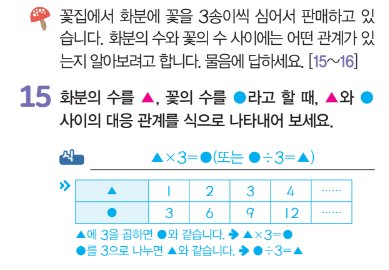 꽃집에서 화분에 꽃을 3송이씩 심어서 판매하고 있
습니다. 화분의 수와 꽃의 수 사이에는 어떤 관계가 있
는지 알아보려고 합니다. 물음에 답하세요. [15~16]
15 화분의 수를 ▲, 꽃의 수를 ●라고 할 때, ▲와 ●
사이의 대응 관계를 식으로 나타내어 보세요.
식 ▲×3=●(또는 ●÷3=▲)
▲ 1 2 3 4 ……
● 3 6 9 12 ……
▲에 3을 곱하면 ●와 같습니다. ➔ ▲×3=●
●를 3으로 나누면 ▲와 같습니다. ➔ ●÷3=▲